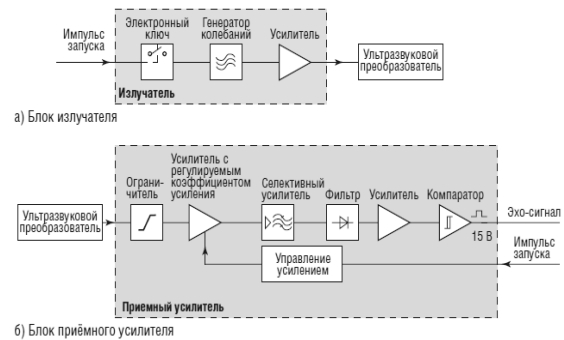 Импульс
запуска
Электронный
ключ
Генератор
колебаний
Усилитель
Ультразвуковой
преобразователь
Излучатель
а) Блок излучателя
Ультразвуковой
преобразователь
Ограни-
читель
Усилитель с
регулируемым
коэффициентом
усиления
Селективный
усилитель
Фильтр
Усилитель
Компаратор
15 В
Эхо-сигнал
Импульс
запуска
Управление
усилением
Приемный усилитель
б) Блок приёмного усилителя